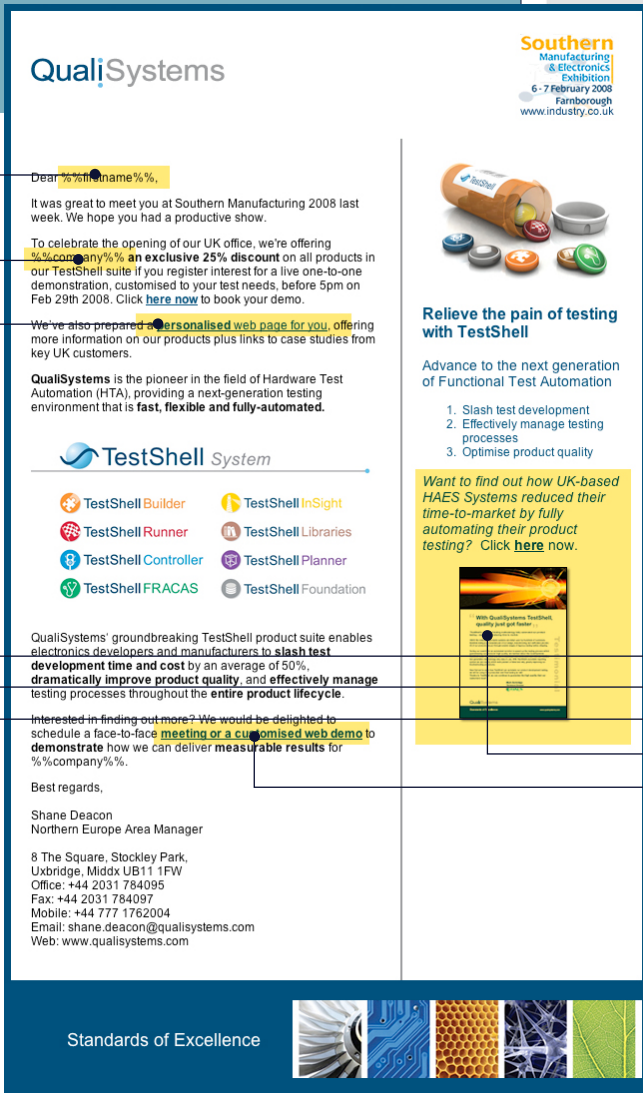 QualiSystems
Southern
Manufacturing
& Electronics
Exhibition
6 - 7 February 2008
Farnborough
www.industry.co.uk
Dear %%firstname%%,
It was great to meet you at Southern Manufacturing 2008 last
week. We hope you had a productive show.
To celebrate the opening of our UK office, we're offering
%%company%% an exclusive 25% discount on all products in
our TestShell suite if you register interest for a live one-to-one
demonstration, customised to your test needs, before 5pm on
Feb 29th 2008. Click here now to book your demo.
We've also prepared a personalised web page for you, offering
more information on our products plus links to case studies from
key UK customers.
QualiSystems is the pioneer in the field of Hardware Test
Automation (HTA), providing a next-generation testing
environment that is fast, flexible and fully-automated.
TestShell System
TestShell Builder
TestShell InSight
TestShell Runner
TestShell Libraries
TestShell Controller
TestShell Planner
TestShell FRACAS
TestShell Foundation
QualiSystems' groundbreaking TestShell product suite enables
electronics developers and manufacturers to slash test
development time and cost by an average of 50%,
dramatically improve product quality, and effectively manage
testing processes throughout the entire product lifecycle.
Interested in finding out more? We would be delighted to
schedule a face-to-face meeting or a customised web demo to
demonstrate how we can deliver measurable results for
%%company%%.
Best regards,
Shane Deacon
Northern Europe Area Manager
8 The Square, Stockley Park,
Uxbridge, Middx UB11 1FW
Office: +44 2031 784095
Fax: +44 2031 784097
Mobile: +44 777 1762004
Email: shane.deacon@qualisystems.com
Web: www.qualisystems.com
TestShell
Relieve the pain of testing
with TestShell
Advance to the next generation
of Functional Test Automation
1. Slash test development
2. Effectively manage testing
processes
3. Optimise product quality
Want to find out how UK-based
HAES Systems reduced their
time-to-market by fully
automating their product
testing? Click here now.
With QualiSystems TestShell,
quality just got faster
QualiSystems
Standards of Excellence